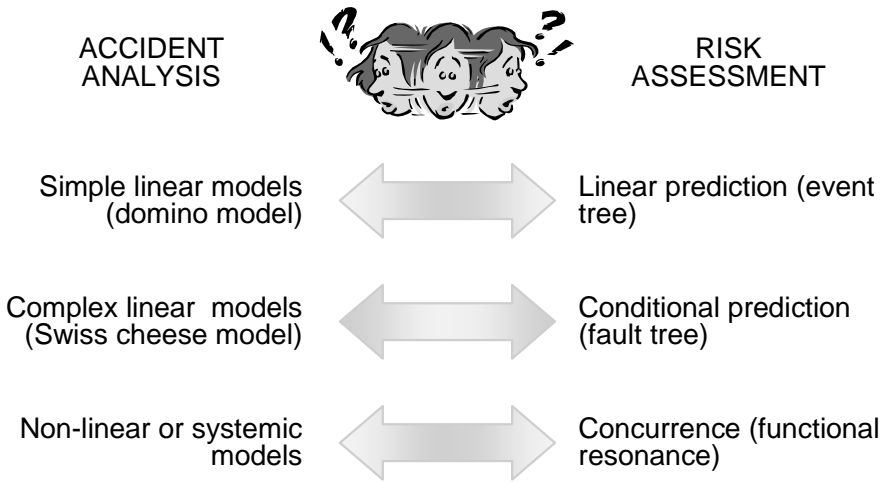 ACCIDENT
ANALYSIS
RISK
ASSESSMENT
Simple linear models
(domino model)
Linear prediction (event
tree)
Complex linear  models
(Swiss cheese model)
Conditional prediction
(fault tree)
Non-linear or systemic
models
Concurrence (functional
resonance)